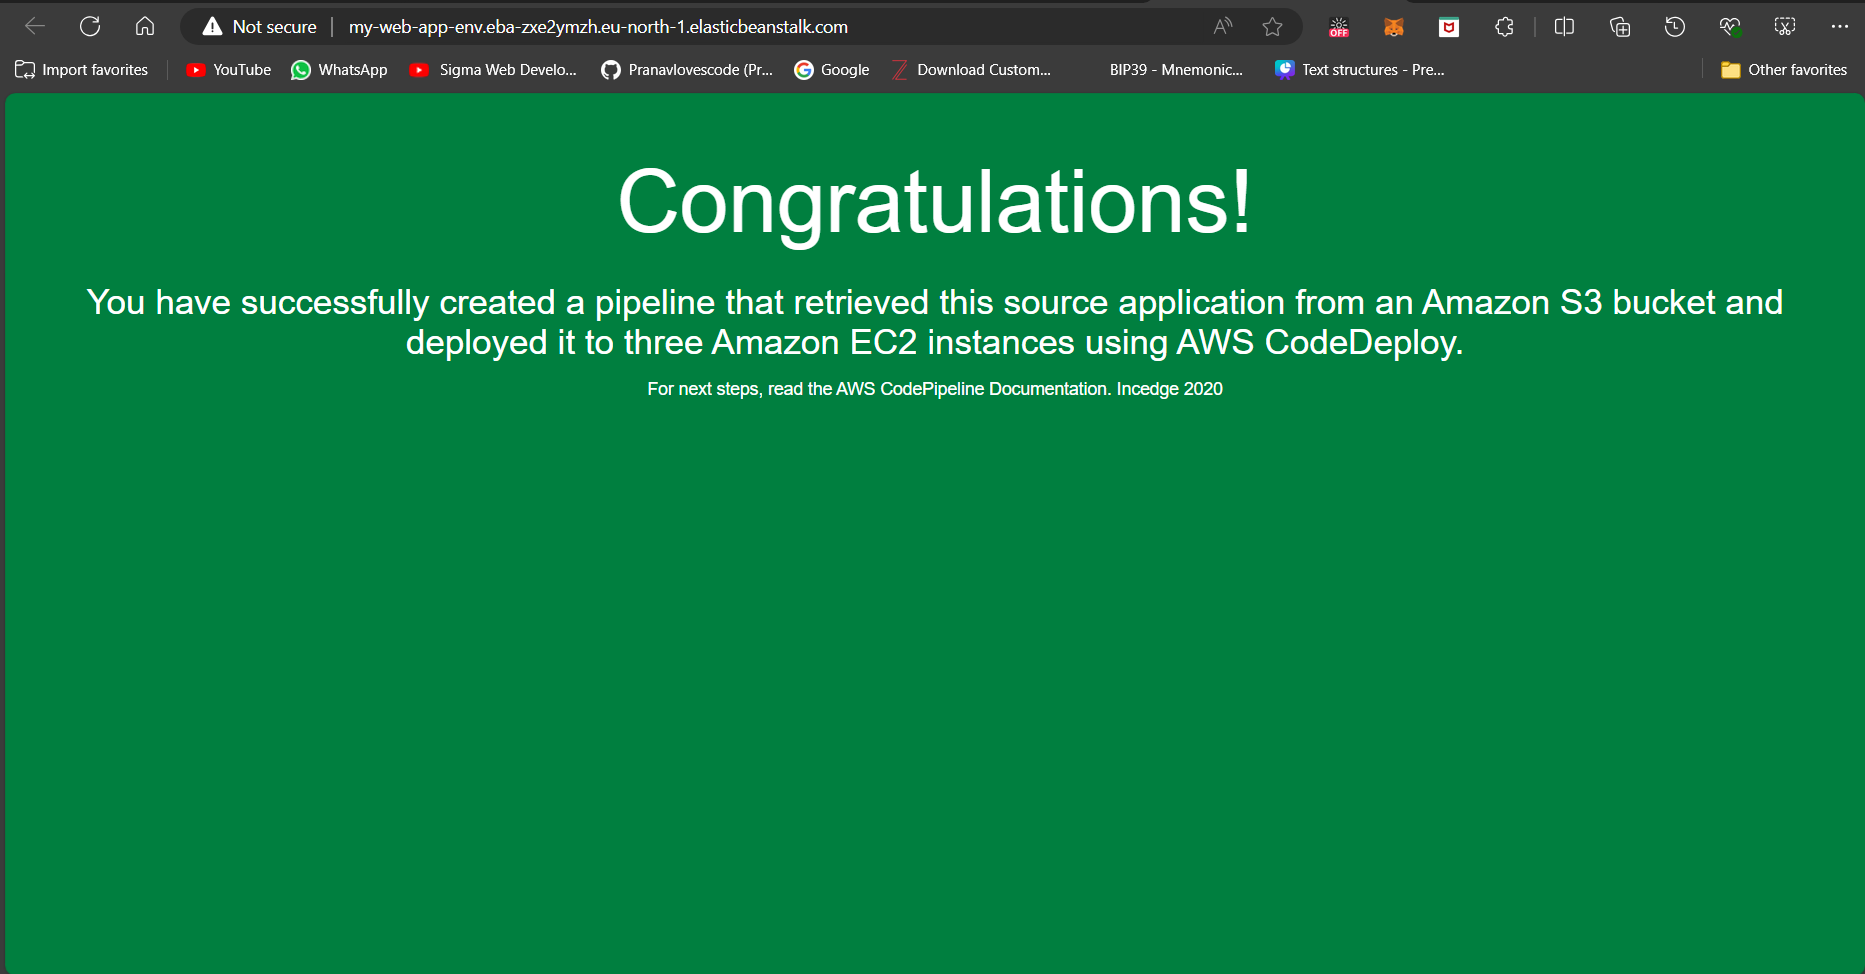 Not secure my-web-app-env.eba-zxe2ymzh.eu-north-1.elasticbeanstalk.com A OFF
Import favorites YouTube WhatsApp Sigma Web Develo... Pranavlovescode (Pr... Google Download Custom... BIP39 - Mnemonic... Text structures - Pre... Other favorites
Congratulations!
You have successfully created a pipeline that retrieved this source application from an Amazon S3 bucket and
deployed it to three Amazon EC2 instances using AWS CodeDeploy.
For next steps, read the AWS CodePipeline Documentation. Incedge 2020